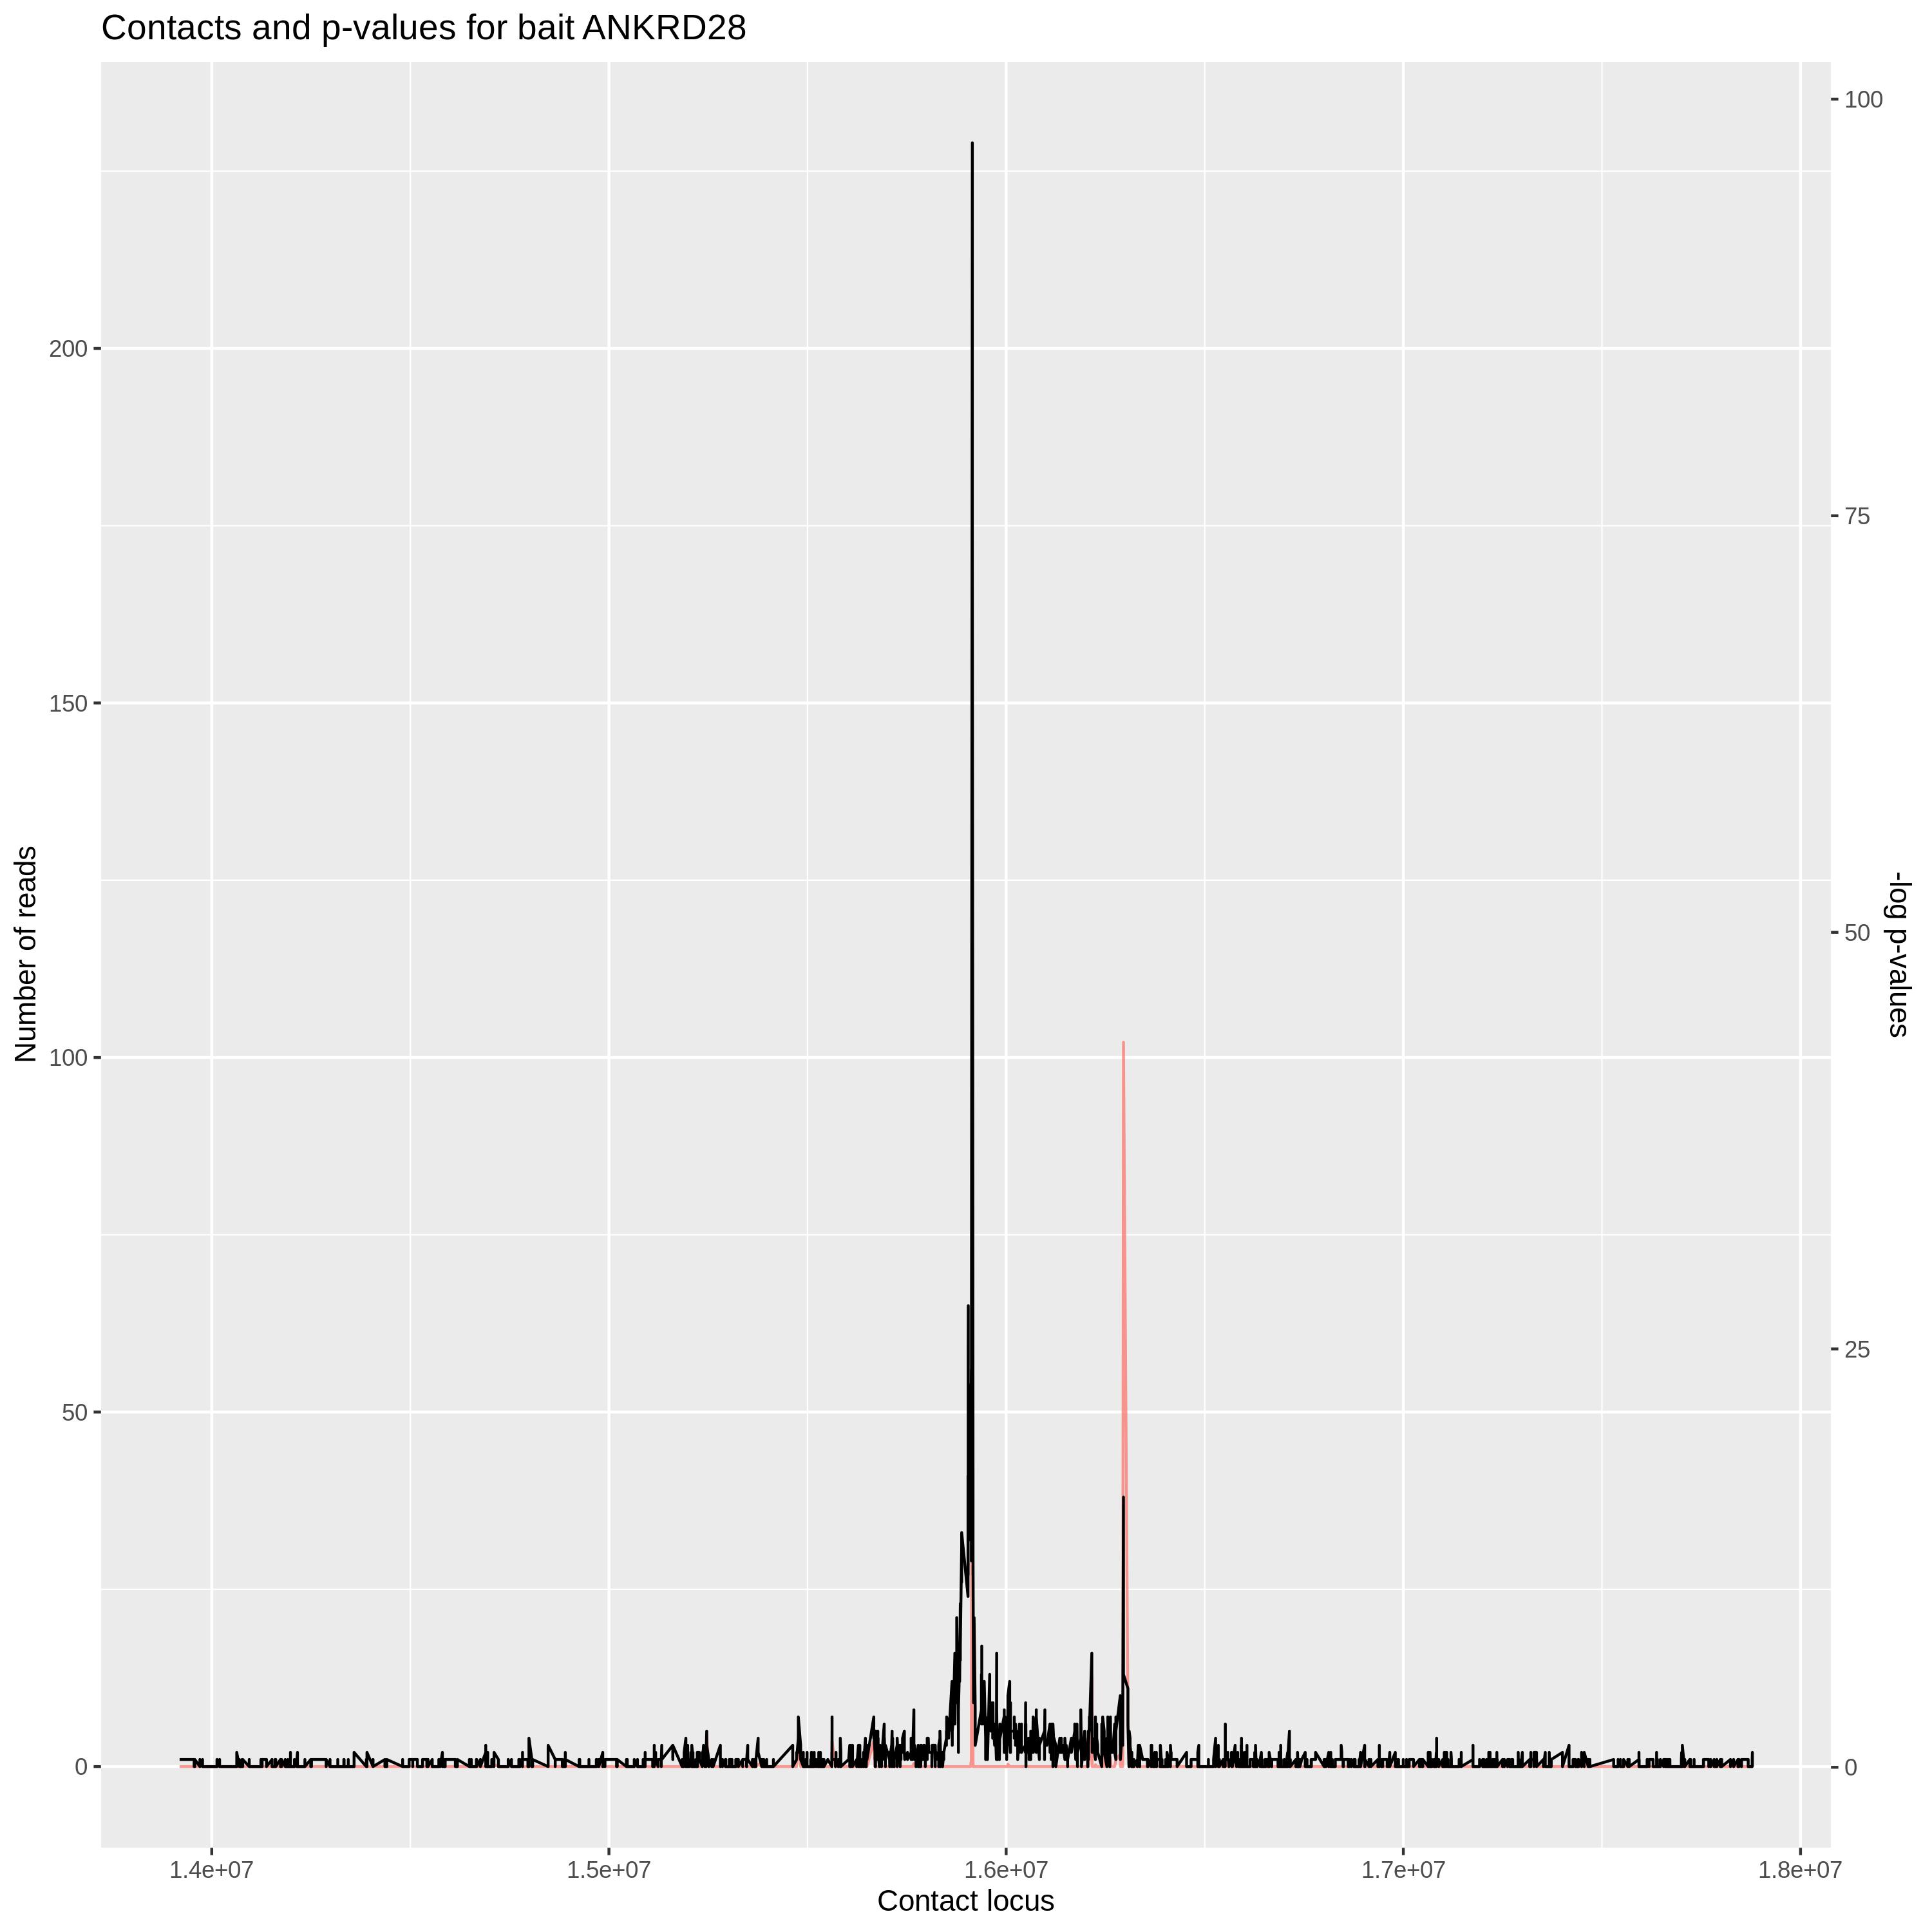 Contacts and p-values for bait ANKRD28
Number of reads
200
150
100
50
0
100
75
50
25
0
-log p-values
1.4e+07 1.5e+07 1.6e+07 1.7e+07 1.8e+07
Contact locus